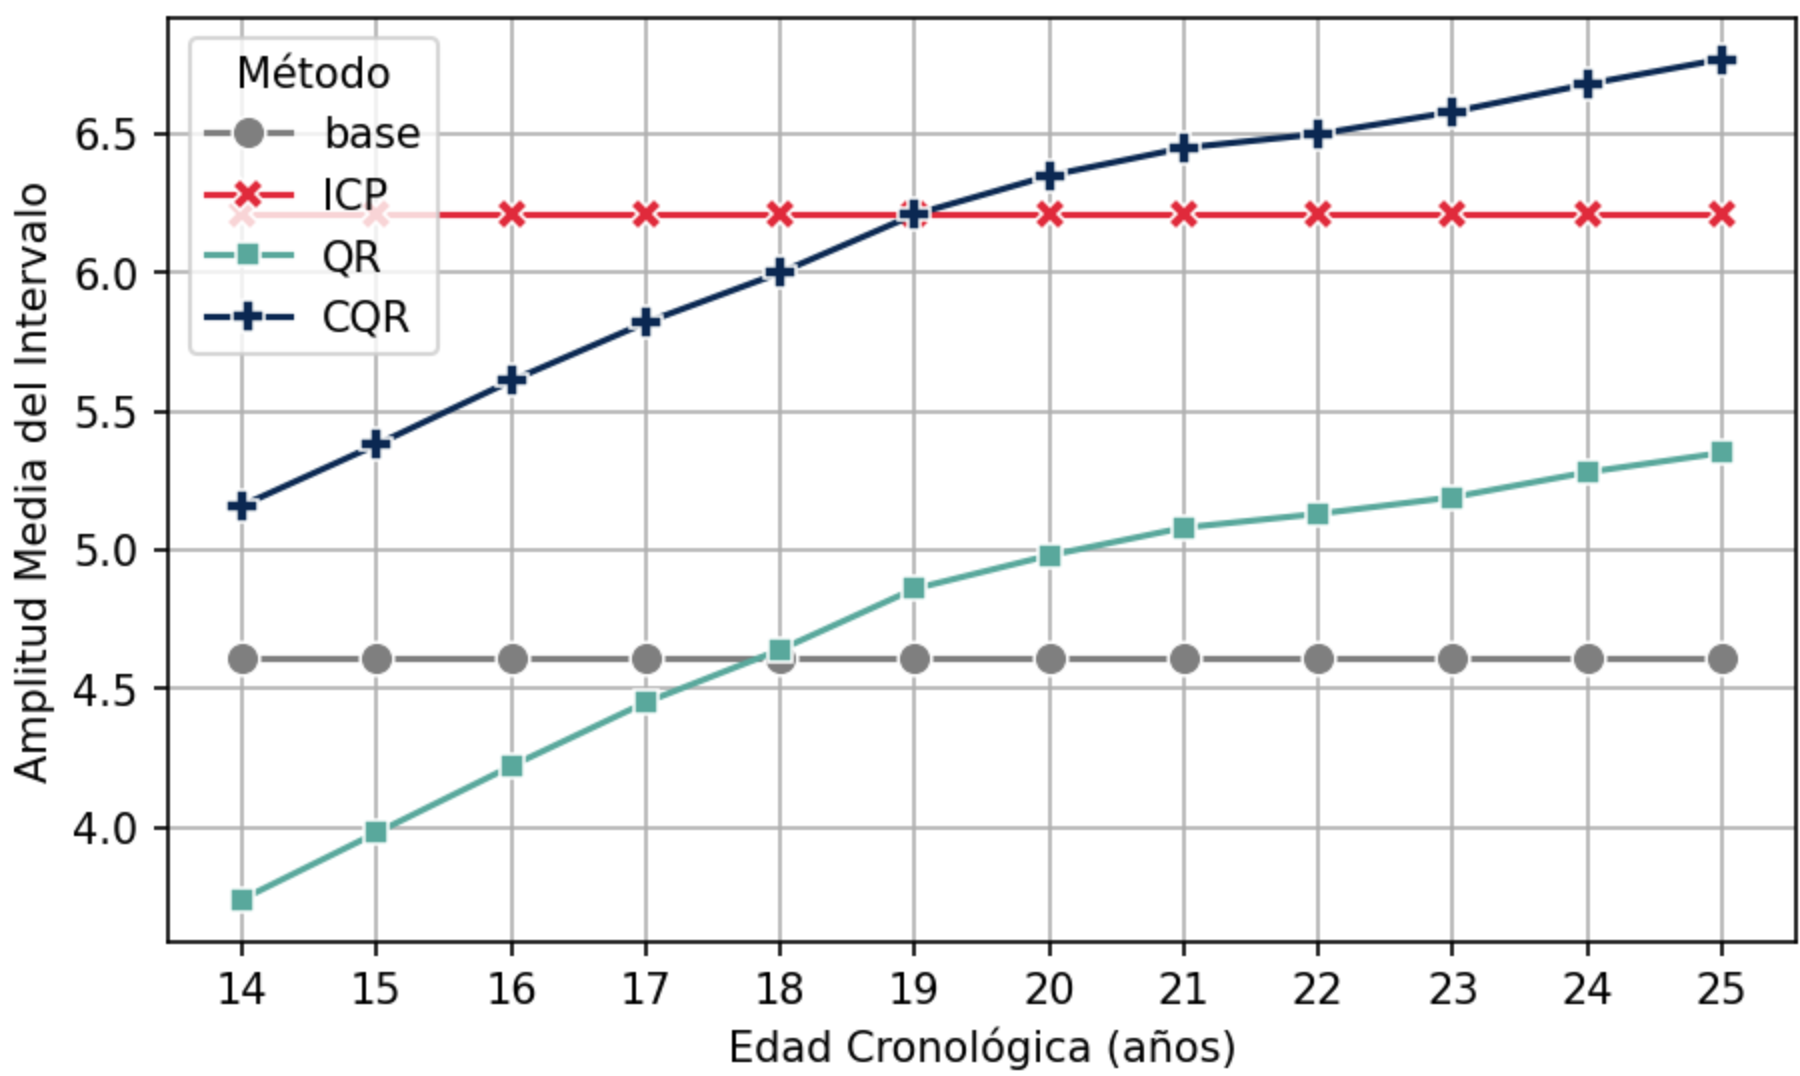 Método
base
ICP
QR
CQR
Amplitud Media del Intervalo
6.5
6.0
5.5
5.0
4.5
4.0
14 15 16 17 18 19 20 21 22 23 24 25
Edad Cronológica (años)